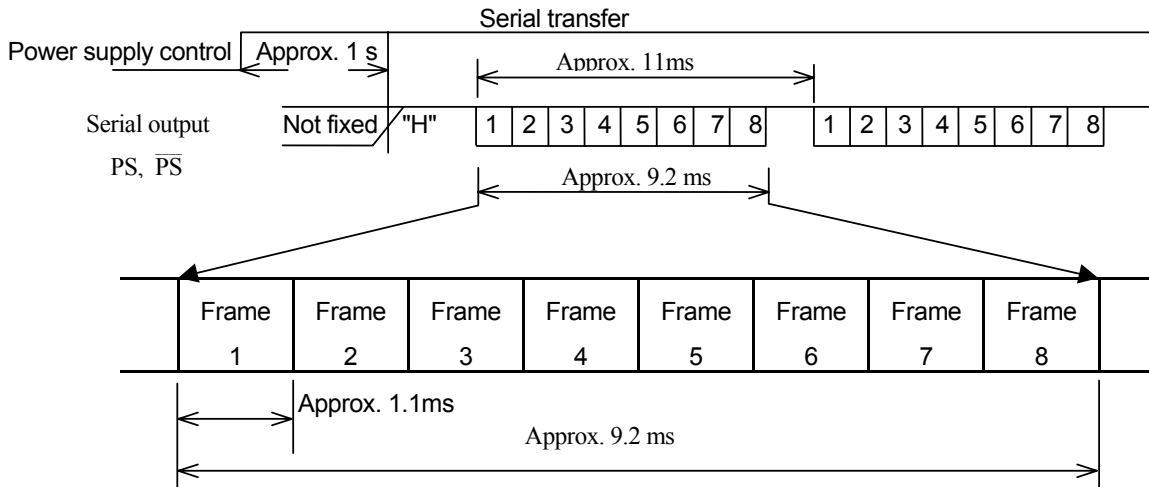 Serial transfer
Power supply control Approx. 1 s
Approx. 11ms
Serial output Not fixed "H" 1 2 3 4 5 6 7 8 1 2 3 4 5 6 7 8
PS, P̅S̅
Approx. 9.2 ms
Frame Frame Frame Frame Frame Frame Frame Frame
1 2 3 4 5 6 7 8
Approx. 1.1ms
Approx. 9.2 ms